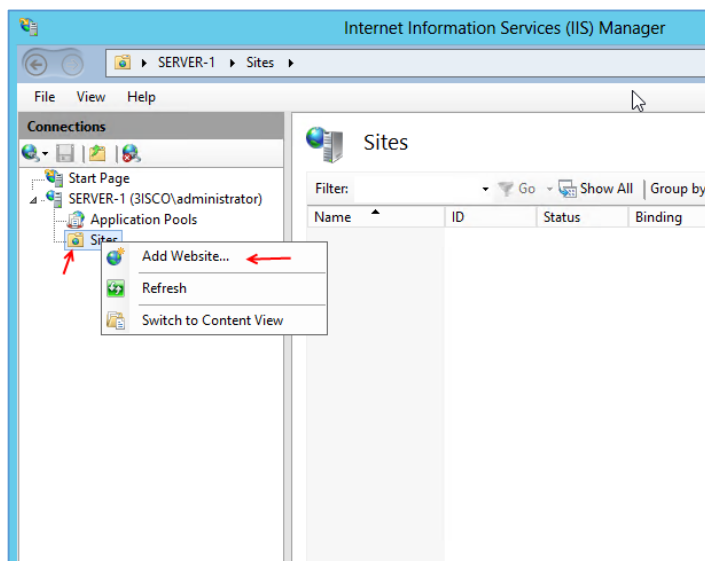 Internet Information Services (IIS) Manager
SERVER-1 Sites
File View Help
Connections
Sites
Start Page
SERVER-1 (3ISCO\administrator)
Application Pools
Sites
Filter: Go Show All Group by
Name ID Status Binding
Add Website...
Refresh
Switch to Content View